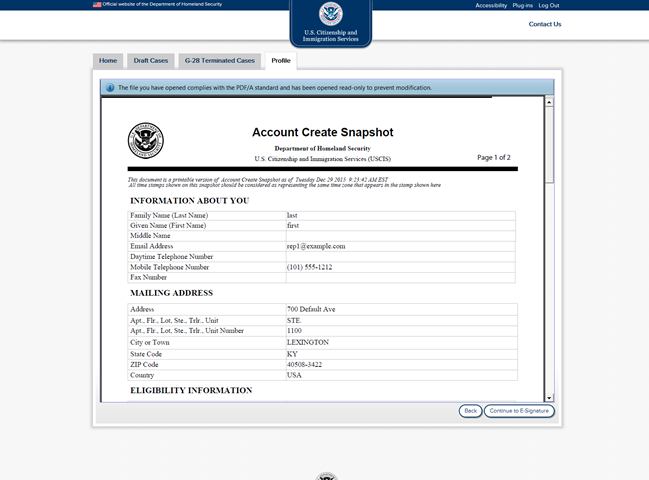 Official website of the Department of Homeland Security
Accessibility Plug-ins Log Out
U.S. Citizenship and
Immigration Services
Contact Us
Home Draft Cases G-28 Terminated Cases Profile
The file you have opened complies with the PDF/A standard and has been opened read-only to prevent modification.
Account Create Snapshot
Department of Homeland Security
U.S. Citizenship and Immigration Services (USCIS)
Page 1 of 2
This document is a printable version of Account Create Snapshot as of Tuesday Dec 29 2015 9:25:42 AM EST
All time stamps shown on this snapshot should be considered as representing the same time zone that appears in the stamp shown here
INFORMATION ABOUT YOU
Family Name (Last Name) last
Given Name (First Name) first
Middle Name
Email Address rep1@example.com
Daytime Telephone Number
Mobile Telephone Number (101) 555-1212
Fax Number
MAILING ADDRESS
Address 700 Default Ave
Apt., Flr., Lot, Ste., Trlr., Unit STE.
Apt., Flr., Lot, Ste., Trlr., Unit Number 1100
City or Town LEXINGTON
State Code KY
ZIP Code 40508-3422
Country USA
ELIGIBILITY INFORMATION
Back Continue to E-Signature